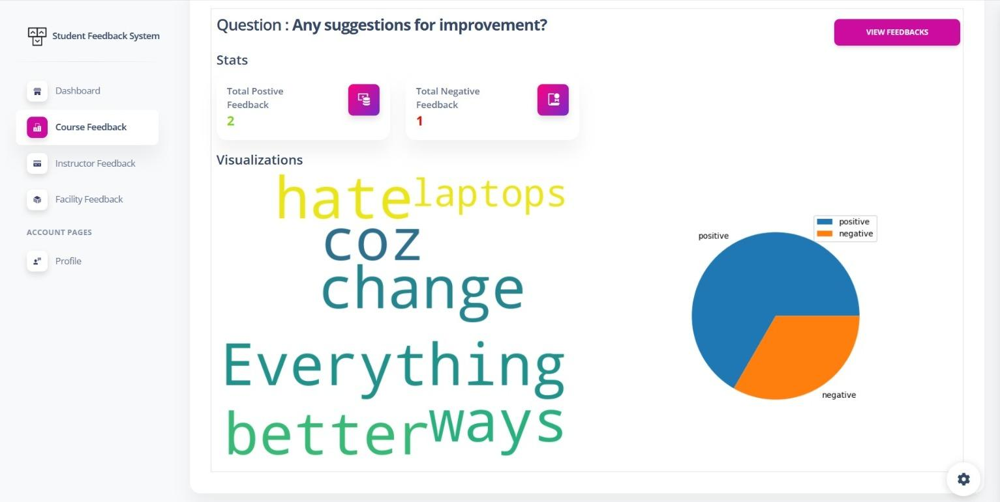 Student Feedback System
Dashboard
Course Feedback
Instructor Feedback
Facility Feedback
ACCOUNT PAGES
Profile
Question : Any suggestions for improvement?
VIEW FEEDBACKS
Stats
Total Postive
Feedback
2
Total Negative
Feedback
1
Visualizations
hate laptops
coz
change
Everything
better ways
positive
negative
positive
negative